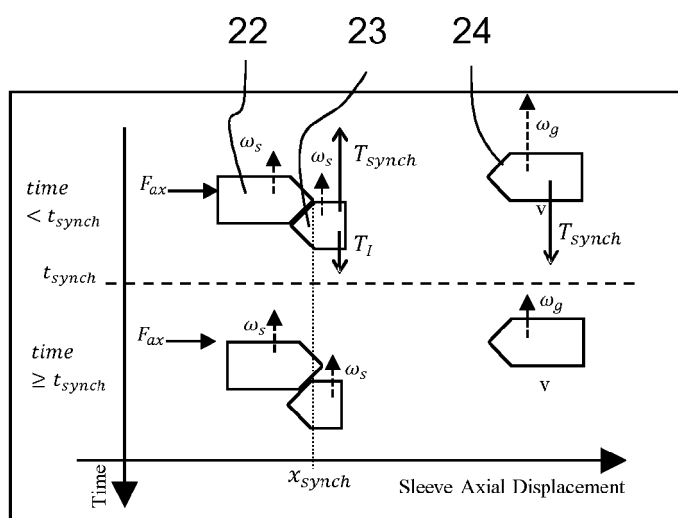 22 23 24
ω_s ω_s T_synch ω_g
time < t_synch
F_ax
T_I
v
T_synch
t_synch
time ≥ t_synch
F_ax
ω_s
ω_s
ω_g
v
x_synch
Sleeve Axial Displacement
Time